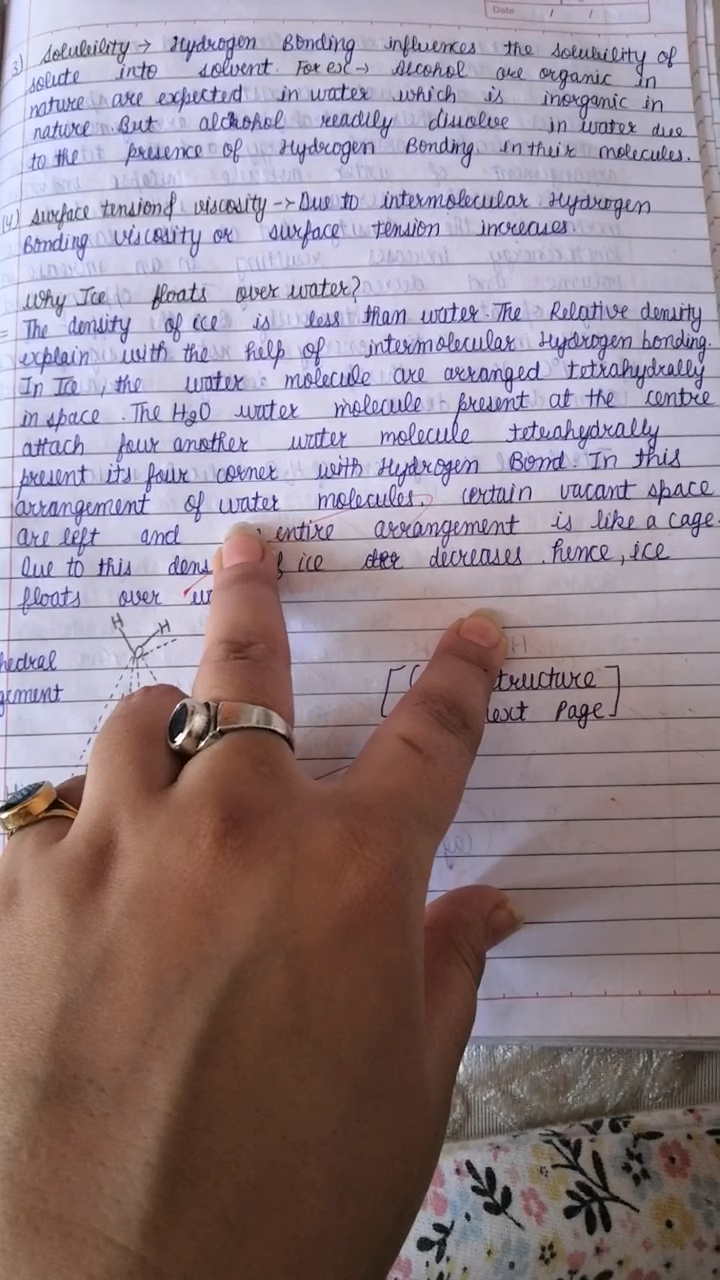 Date / /
3) Soluleility → Hydrogen Bonding influences the soluleility of
solute into solvent. For ex → Alcohol are organic in
nature are expected in water which is inorganic in
nature But alchohol readily dissolve in water due
to the presence of Hydrogen Bonding. in their molecules.
(4) Surface tension & viscosity → Due to intermolecular Hydrogen
Bonding viscosity or surface tension increases.
Why Ice floats over water?
= The density of ice is less than water. The Relative density
explain with the help of intermolecular Hydrogen bonding.
In Ice, the water molecule are arranged tetrahydrally
in space. The H2O water molecule present at the centre
attach four another water molecule tetrahydrally
present its four corner with Hydrogen Bond. In this
arrangement of water molecules, certain vacant space
are left and entire arrangement is like a cage.
Due to this dens ice decreases. hence, ice
floats over
H H
O
hedral
gement
H
[ tructure
ext Page]